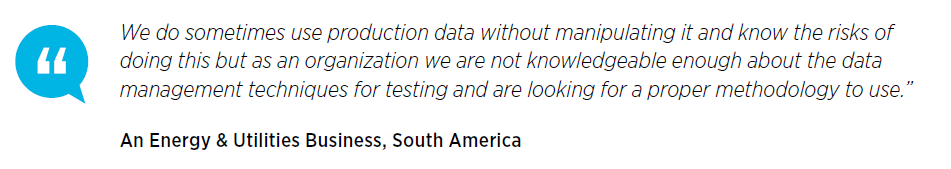 “
We do sometimes use production data without manipulating it and know the risks of
doing this but as an organization we are not knowledgeable enough about the data
management techniques for testing and are looking for a proper methodology to use.”
An Energy & Utilities Business, South America